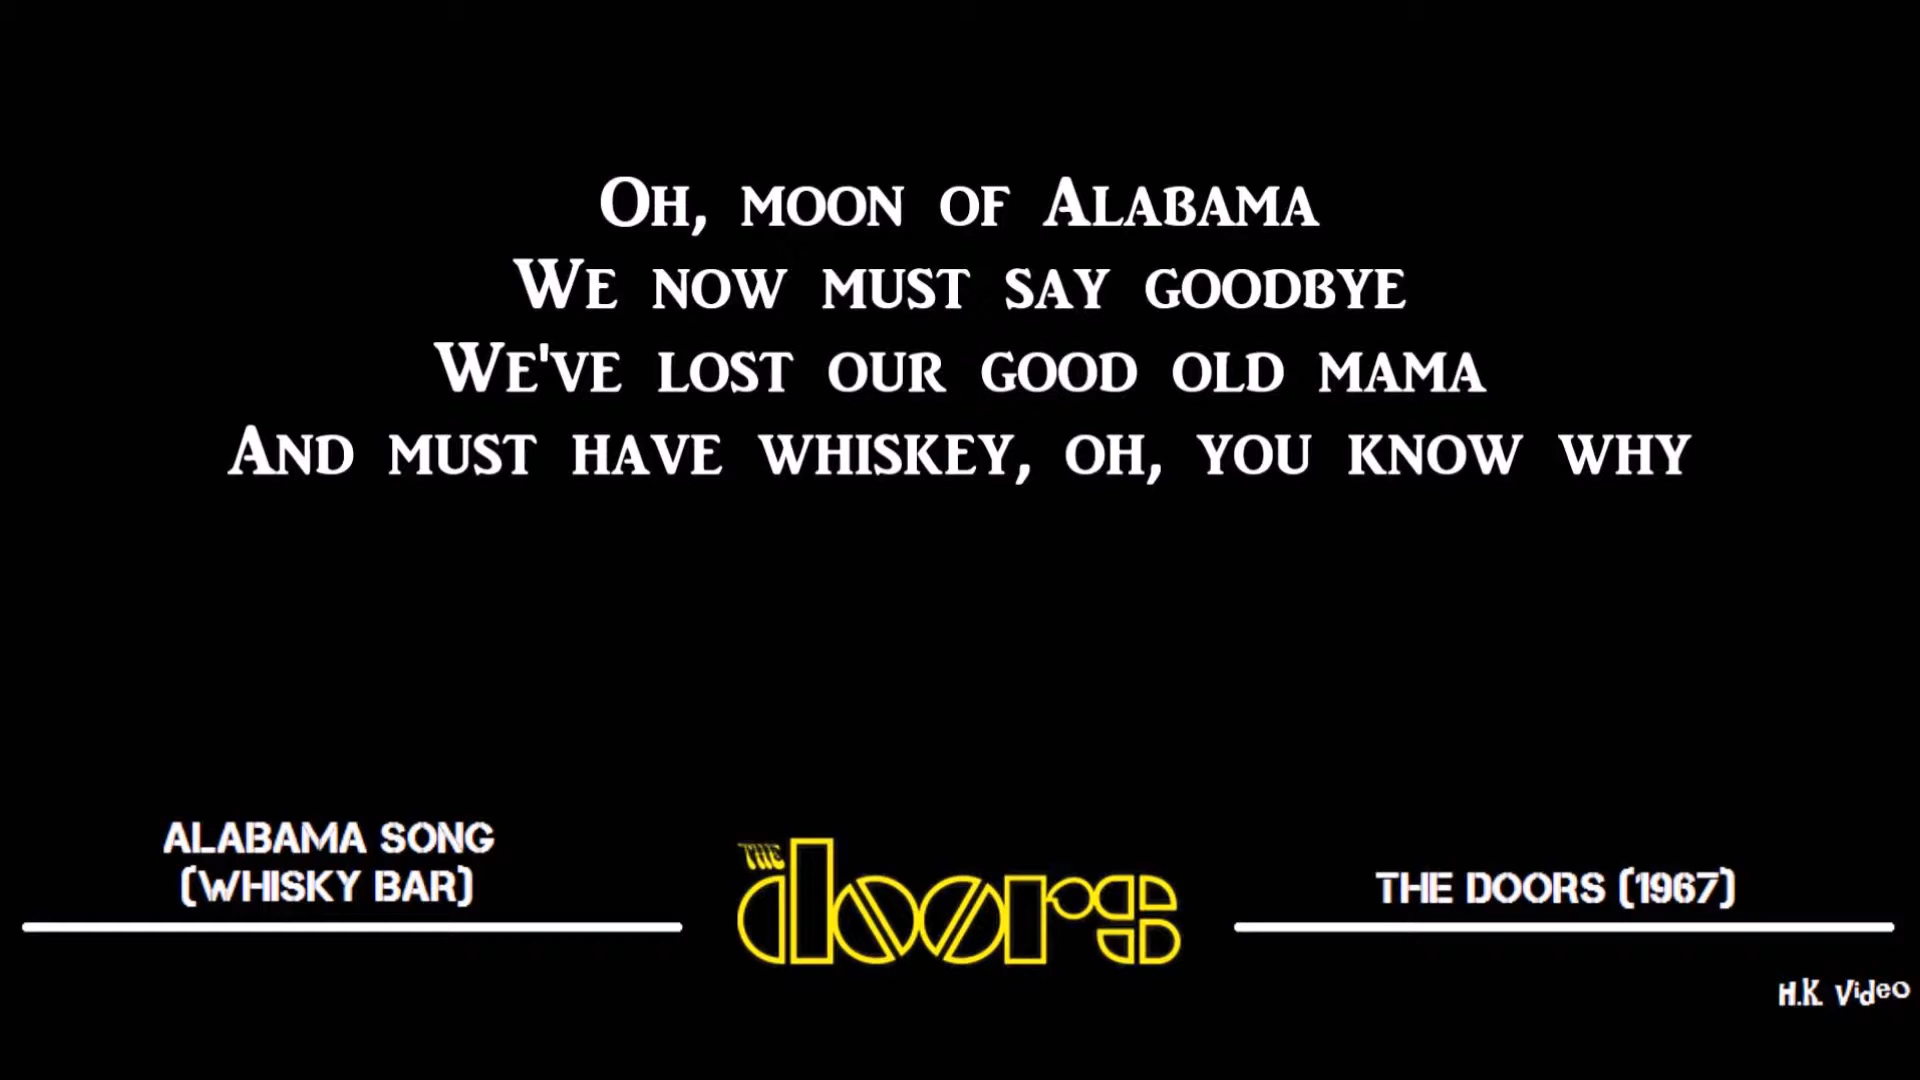 Oh, moon of Alabama
We now must say goodbye
We've lost our good old mama
And must have whiskey, oh, you know why
ALABAMA SONG
(WHISKY BAR)
THE doors
THE DOORS (1967)
H.K. Video